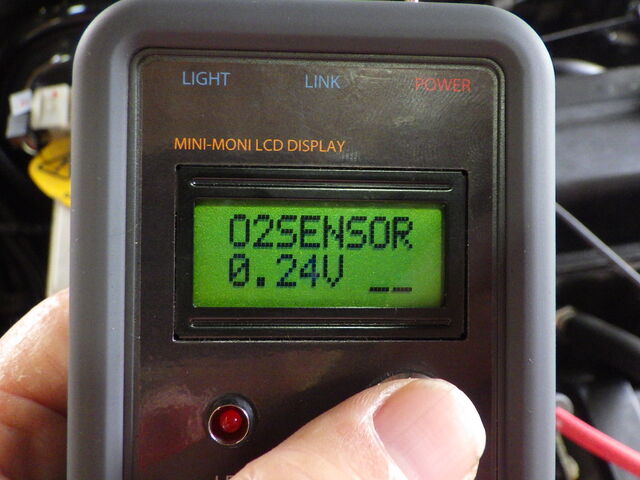 LIGHT LINK POWER
MINI-MONI LCD DISPLAY
O2SENSOR
0.24V __